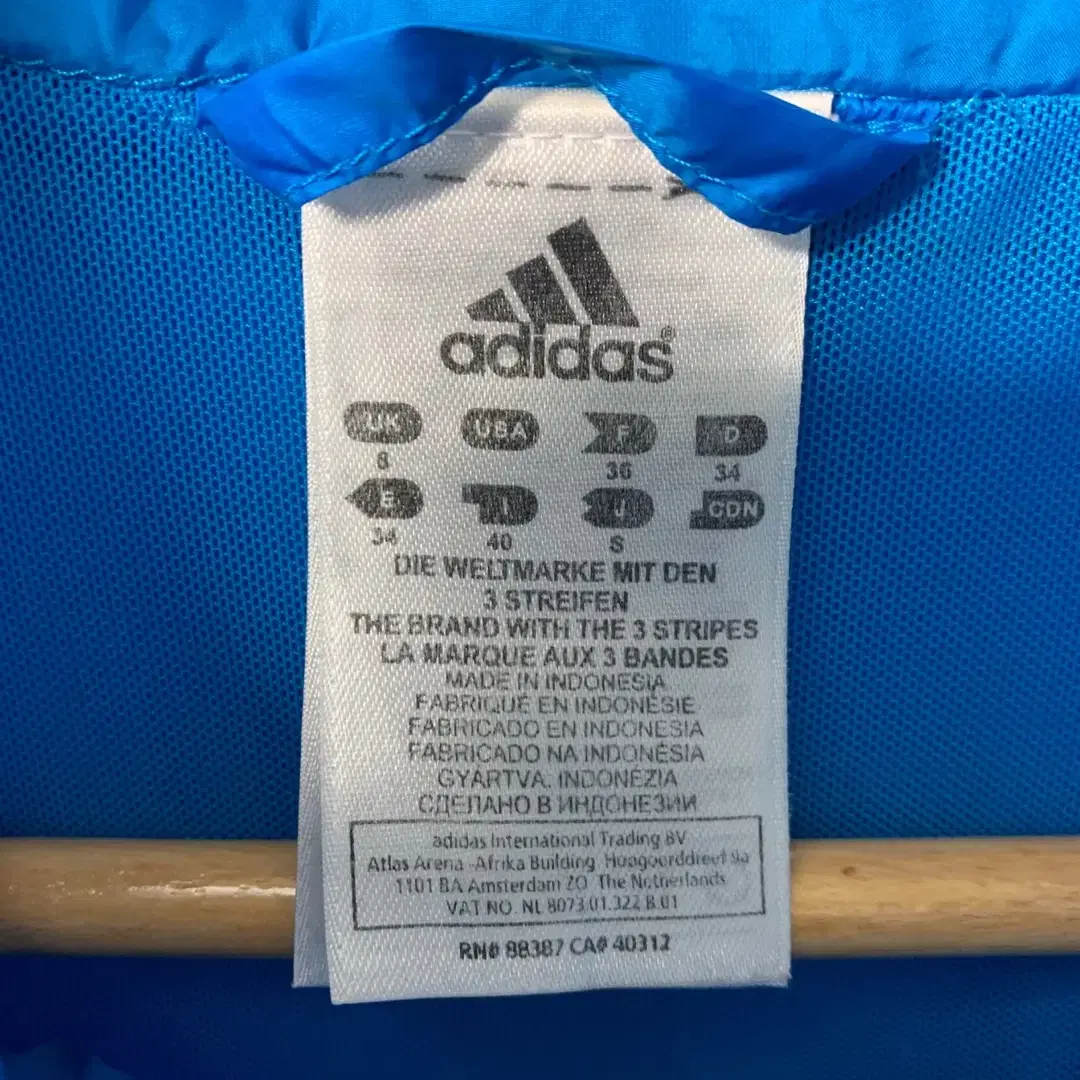 adidas®
UK USA F D
8 36 34
E I J CDN
34 40 S
DIE WELTMARKE MIT DEN
3 STREIFEN
THE BRAND WITH THE 3 STRIPES
LA MARQUE AUX 3 BANDES
MADE IN INDONESIA
FABRIQUÉ EN INDONÉSIE
FABRICADO EN INDONESIA
FABRICADO NA INDONÉSIA
GYÁRTVA: INDONÉZIA
СДЕЛАНО В ИНДОНЕЗИИ
adidas International Trading BV
Atlas Arena -Afrika Building Hoogoorddreef 9a
1101 BA Amsterdam ZO The Netherlands
VAT NO. NL 8073.01.322.B.01
RN# 88387 CA# 40312